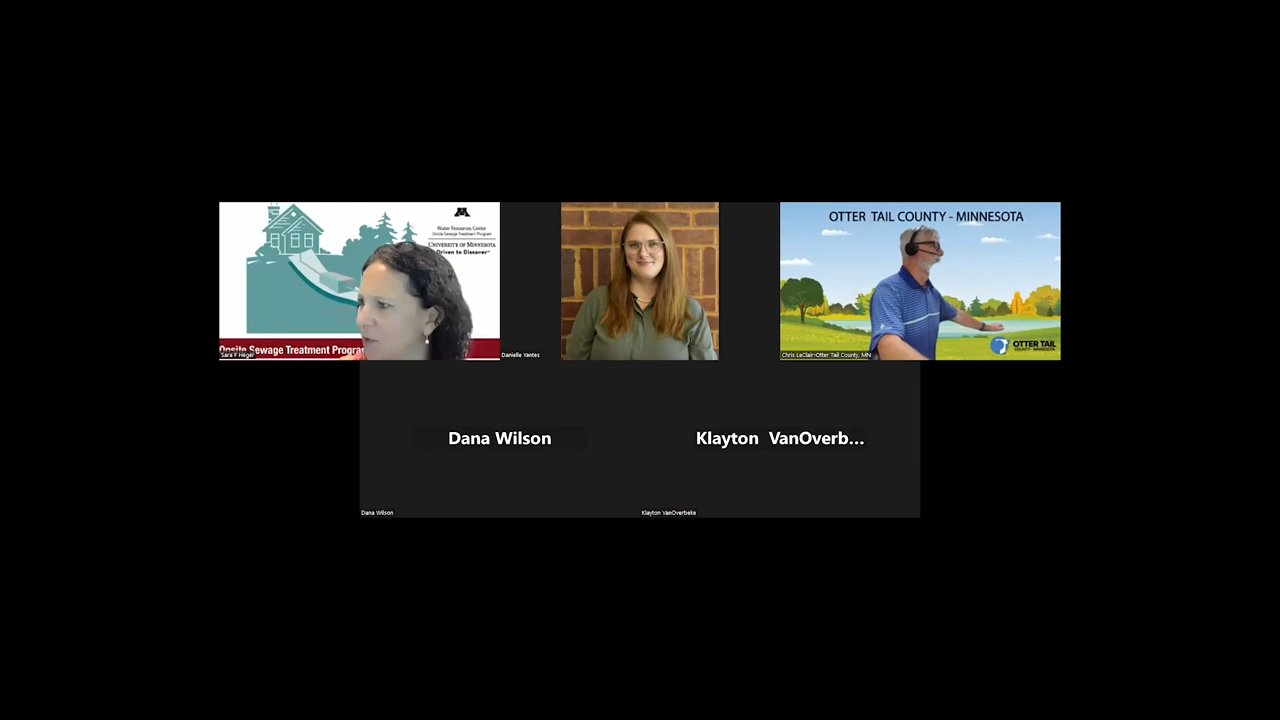 Water Resources Center
Onsite Sewage Treatment Program
UNIVERSITY OF MINNESOTA
Driven to Discover
Onsite Sewage Treatment Progra
Sara F Heger
Danielle Yantes
OTTER TAIL COUNTY - MINNESOTA
OTTER TAIL
COUNTY - MINNESOTA
Chris LeClair-Otter Tail County, MN
Dana Wilson
Klayton VanOverb...
Dana Wilson
Klayton VanOverbeke